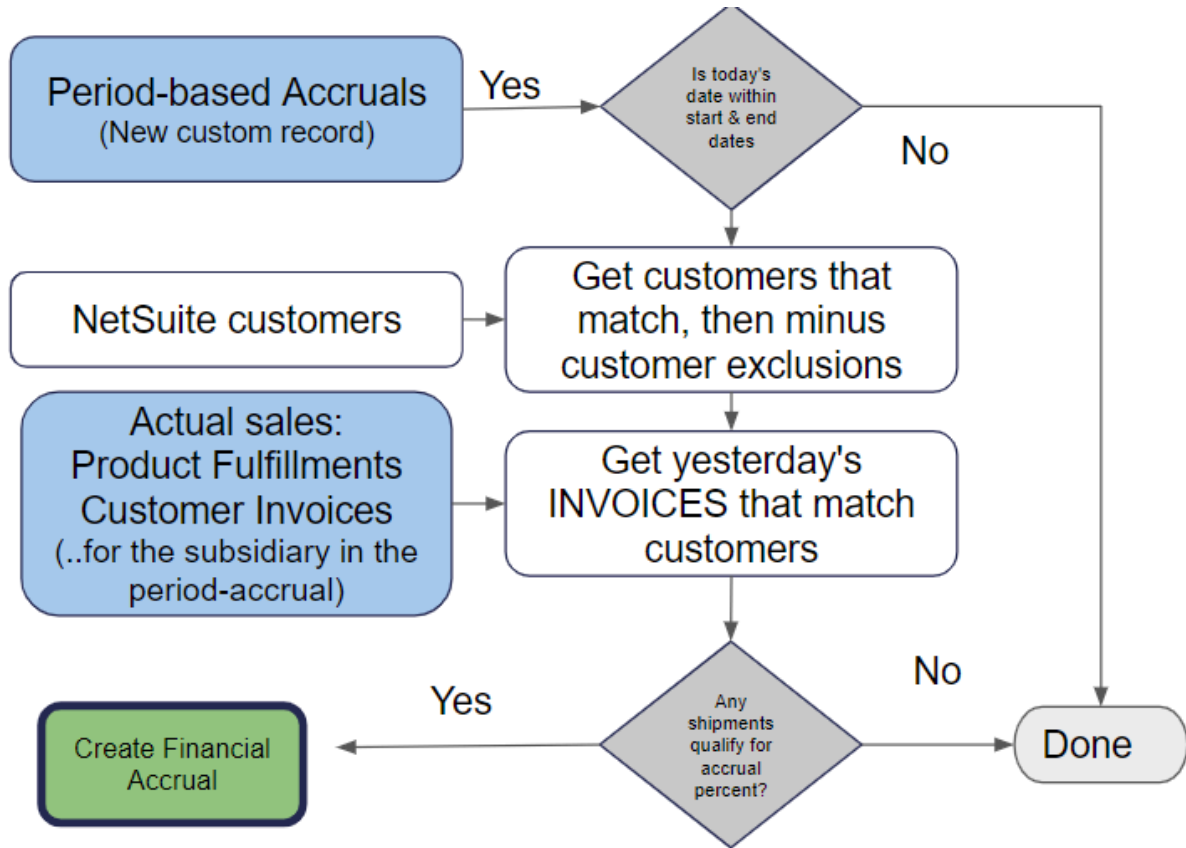 Period-based Accruals
(New custom record)
Yes
Is today's
date within
start & end
dates
No
NetSuite customers
Get customers that
match, then minus
customer exclusions
Actual sales:
Product Fulfillments
Customer Invoices
(..for the subsidiary in the
period-accrual)
Get yesterday's
INVOICES that match
customers
Yes
Any
shipments
qualify for
accrual
percent?
No
Create Financial
Accrual
Done